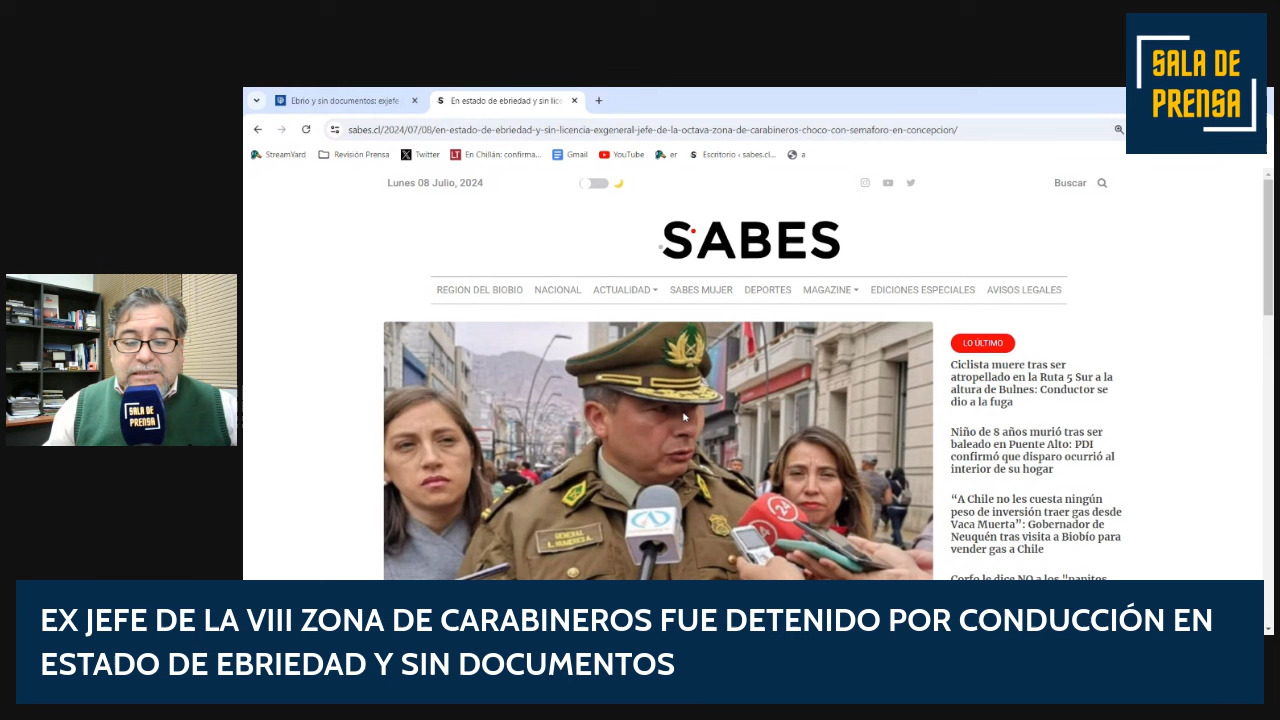 SALA DE
PRENSA
Ebrio y sin documentos: exjefe
En estado de ebriedad y sin lice
sabes.cl/2024/07/08/en-estado-de-ebriedad-y-sin-licencia-exgeneral-jefe-de-la-octava-zona-de-carabineros-choco-con-semaforo-en-concepcion/
StreamYard
Revisión Prensa
Twitter
En Chillán: confirma...
Gmail
YouTube
er
Escritorio ‹ sabes.cl...
a
Lunes 08 Julio, 2024
Buscar
SABES
REGION DEL BIOBIO NACIONAL ACTUALIDAD SABES MUJER DEPORTES MAGAZINE EDICIONES ESPECIALES AVISOS LEGALES
LO ÚLTIMO
Ciclista muere tras ser
atropellado en la Ruta 5 Sur a la
altura de Bulnes: Conductor se
dio a la fuga
Niño de 8 años murió tras ser
baleado en Puente Alto: PDI
confirmó que disparo ocurrió al
interior de su hogar
“A Chile no les cuesta ningún
peso de inversión traer gas desde
Vaca Muerta”: Gobernador de
Neuquén tras visita a Biobío para
vender gas a Chile
Corfo le dice NO a los "papitos
GENERAL
24
SALA DE
PRENSA
EX JEFE DE LA VIII ZONA DE CARABINEROS FUE DETENIDO POR CONDUCCIÓN EN
ESTADO DE EBRIEDAD Y SIN DOCUMENTOS